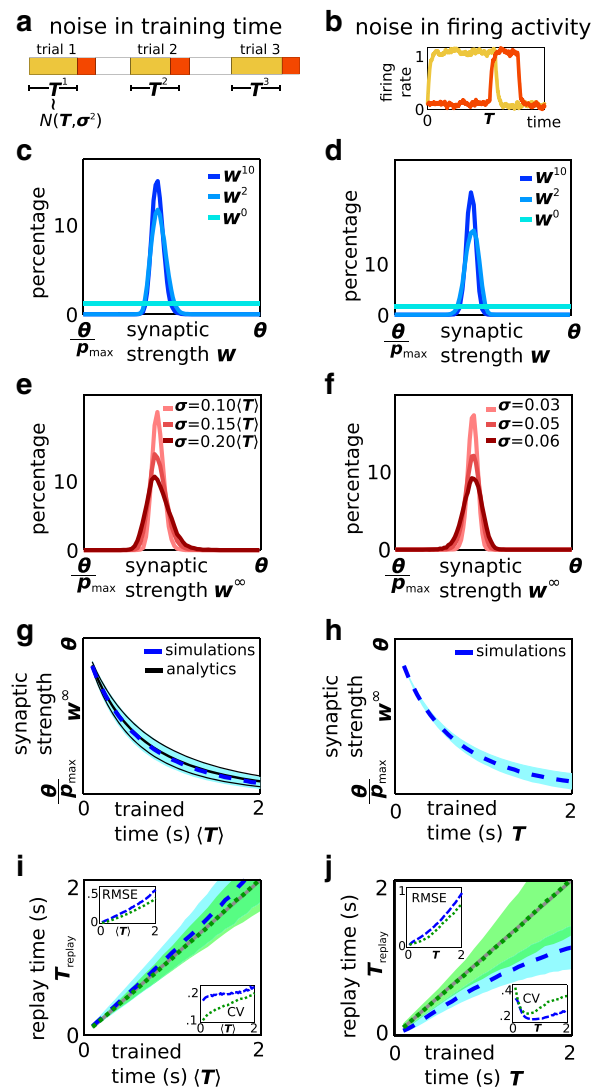 a noise in training time
trial 1 trial 2 trial 3
T¹ T² T³
~
N(T,σ²)
b noise in firing activity
firing rate
1
0
0 T time
c
percentage
10
0
w¹⁰
w²
w⁰
θ/p_max synaptic strength w θ
d
percentage
10
0
w¹⁰
w²
w⁰
θ/p_max synaptic strength w θ
e
percentage
10
0
σ=0.10⟨T⟩
σ=0.15⟨T⟩
σ=0.20⟨T⟩
θ/p_max synaptic strength w^∞ θ
f
percentage
10
0
σ=0.03
σ=0.05
σ=0.06
θ/p_max synaptic strength w^∞ θ
g
synaptic strength w^∞
θ
θ/p_max
simulations
analytics
0 trained time (s) ⟨T⟩ 2
h
synaptic strength w^∞
θ
θ/p_max
simulations
0 trained time (s) T 2
i
replay time (s) T_replay
2
0
.5 RMSE
0
0 ⟨T⟩ 2
.2
.1 CV
0 ⟨T⟩ 2
0 trained time (s) ⟨T⟩ 2
j
replay time (s) T_replay
2
0
1 RMSE
0
0 T 2
.4
.2 CV
0 T 2
0 trained time (s) T 2